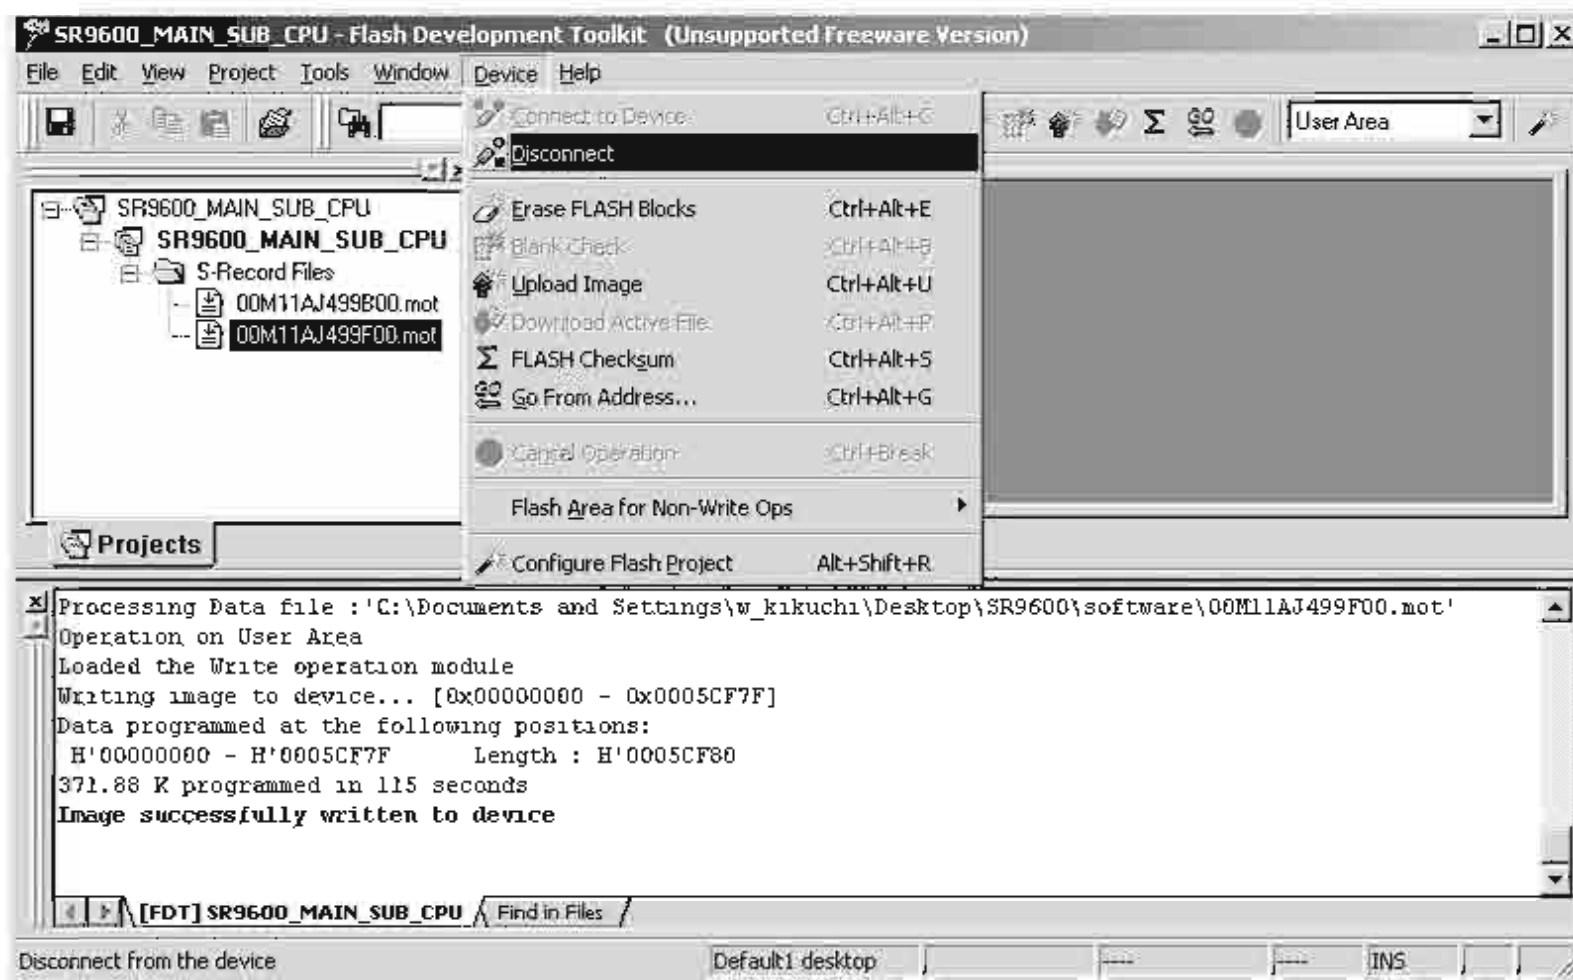 SR9600_MAIN_SUB_CPU - Flash Development Toolkit (Unsupported Freeware Version)
File Edit View Project Tools Window Device Help
Connect to Device Ctrl+Alt+C
User Area
Disconnect
SR9600_MAIN_SUB_CPU
SR9600_MAIN_SUB_CPU
S-Record Files
00M11AJ499B00.mot
00M11AJ499F00.mot
Erase FLASH Blocks Ctrl+Alt+E
Blank Check Ctrl+Alt+B
Upload Image Ctrl+Alt+U
Download Active File Ctrl+Alt+P
FLASH Checksum Ctrl+Alt+S
Go From Address... Ctrl+Alt+G
Cancel Operation Ctrl+Break
Flash Area for Non-Write Ops
Configure Flash Project Alt+Shift+R
Projects
Processing Data file :'C:\Documents and Settings\w_kikuchi\Desktop\SR9600\software\00M11AJ499F00.mot'
Operation on User Area
Loaded the Write operation module
Writing image to device... [0x00000000 - 0x0005CF7F]
Data programmed at the following positions:
H'00000000 - H'0005CF7F Length : H'0005CF80
371.88 K programmed in 115 seconds
Image successfully written to device
[FDT] SR9600_MAIN_SUB_CPU Find in Files
Disconnect from the device Default1 desktop ---- ---- INS